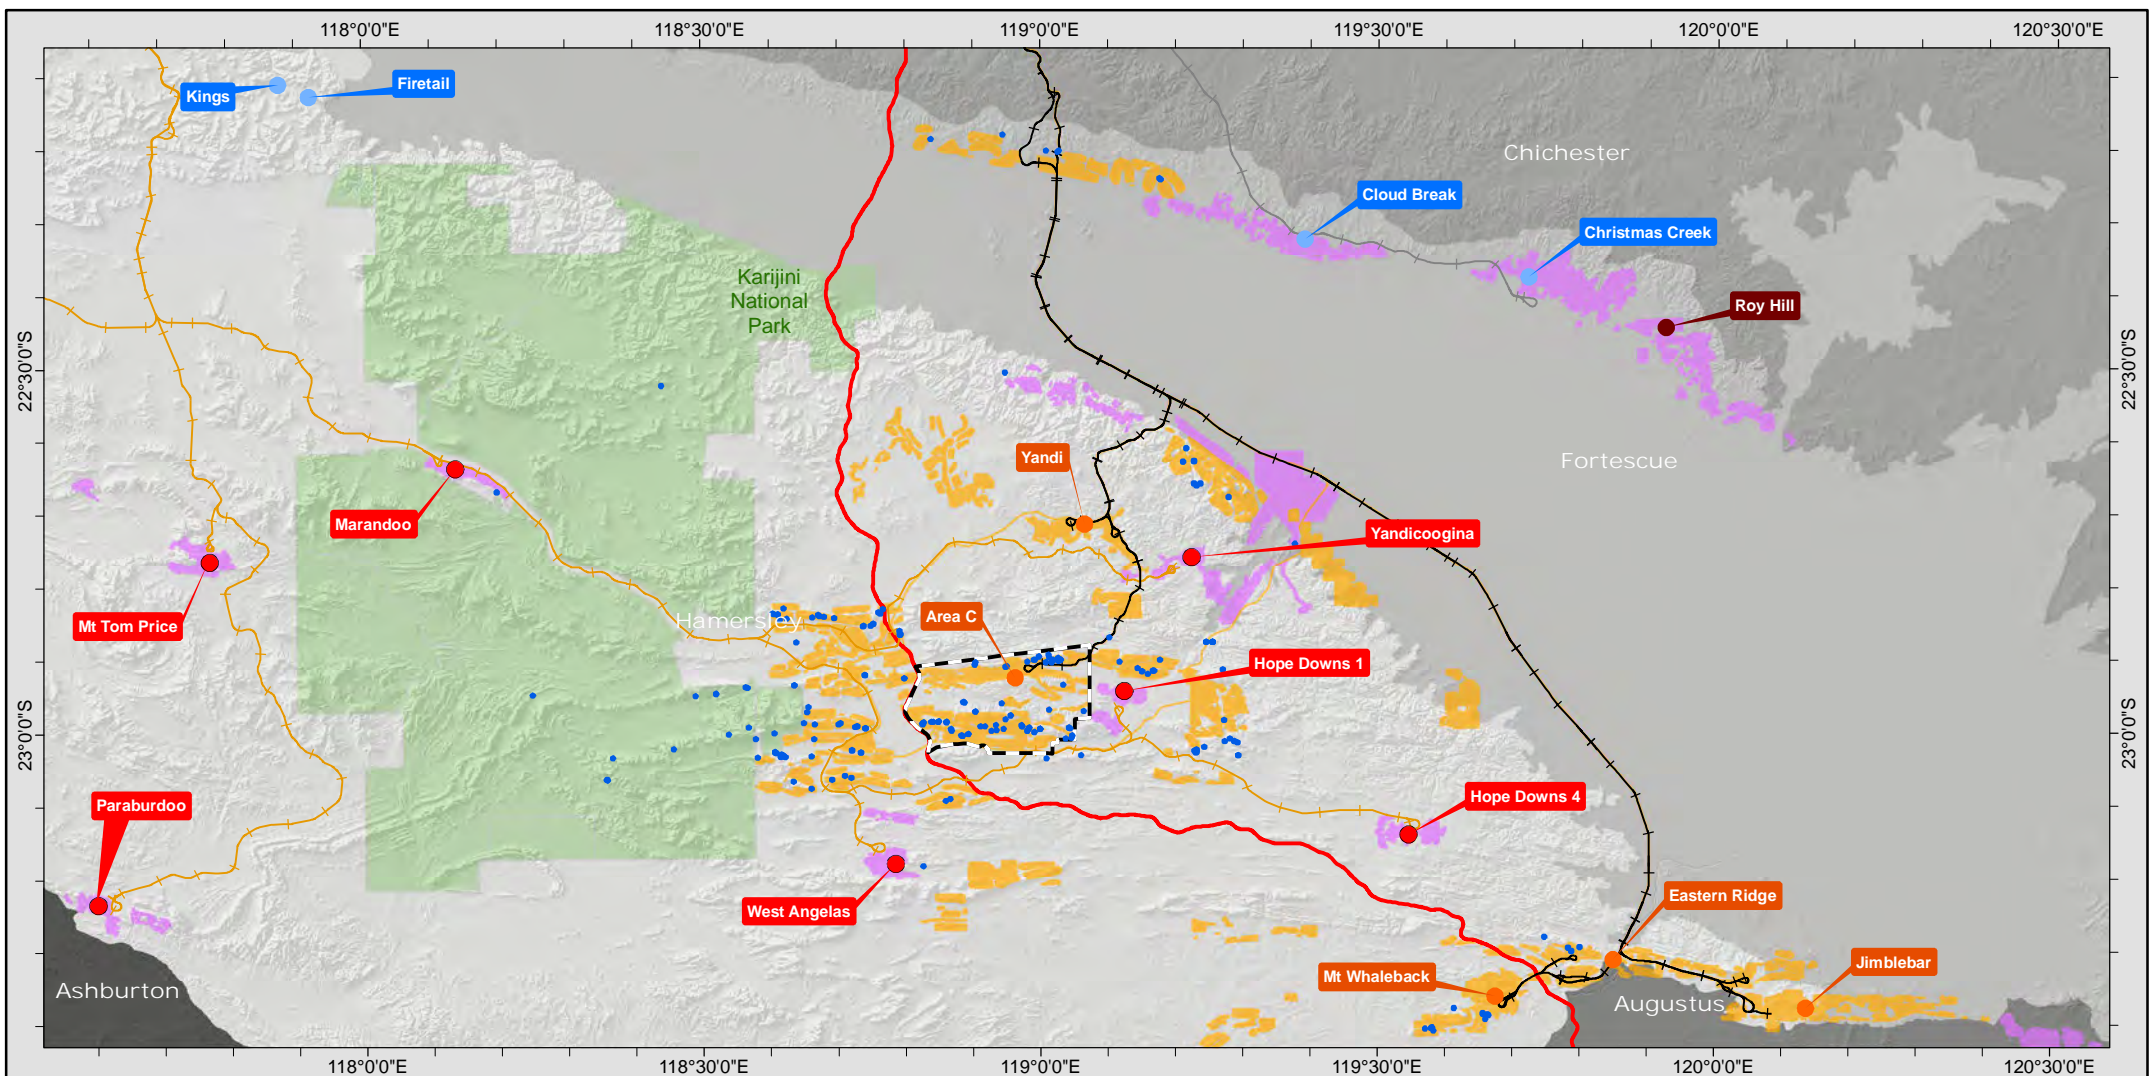 118°0'0"E
118°30'0"E
119°0'0"E
119°30'0"E
120°0'0"E
120°30'0"E
Kings
Firetail
Chichester
Cloud Break
Christmas Creek
Karijini
National
Park
Roy Hill
22°30'0"S
22°30'0"S
Yandi
Fortescue
Marandoo
Yandicoogina
Mt Tom Price
Hamersley
Area C
Hope Downs 1
23°0'0"S
23°0'0"S
Paraburdoo
Hope Downs 4
West Angelas
Eastern Ridge
Ashburton
Mt Whaleback
Augustus
Jimblebar
118°0'0"E
118°30'0"E
119°0'0"E
119°30'0"E
120°0'0"E
120°30'0"E